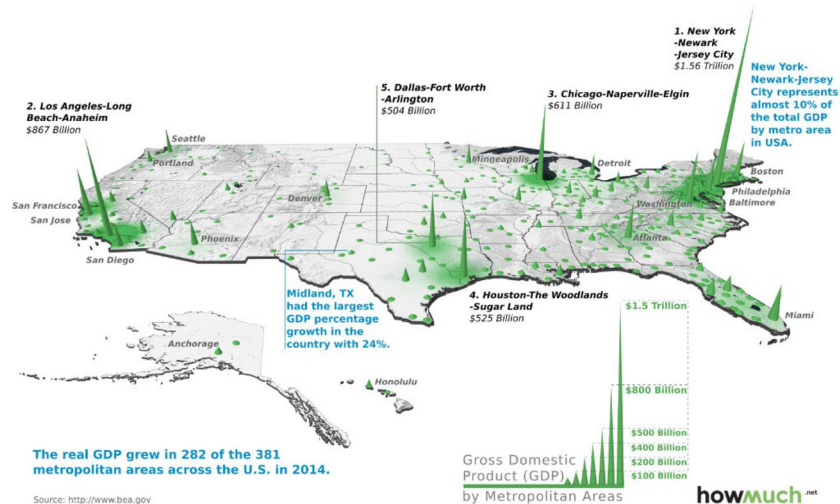 1. New York
-Newark
-Jersey City
$1.56 Trillion
New York-
Newark-Jersey
City represents
almost 10% of
the total GDP
by metro area
in USA.
5. Dallas-Fort Worth
-Arlington
$504 Billion
3. Chicago-Naperville-Elgin
$611 Billion
2. Los Angeles-Long
Beach-Anaheim
$867 Billion
Seattle
Portland
Minneapolis
Detroit
Boston
Philadelphia
Baltimore
Washington
Denver
San Francisco
San Jose
Phoenix
Atlanta
San Diego
Midland, TX
had the largest
GDP percentage
growth in the
country with 24%.
4. Houston-The Woodlands
-Sugar Land
$525 Billion
Miami
Anchorage
Honolulu
$1.5 Trillion
$800 Billion
$500 Billion
$400 Billion
$200 Billion
$100 Billion
Gross Domestic
Product (GDP)
by Metropolitan Areas
The real GDP grew in 282 of the 381
metropolitan areas across the U.S. in 2014.
Source: http://www.bea.gov
howmuch.net